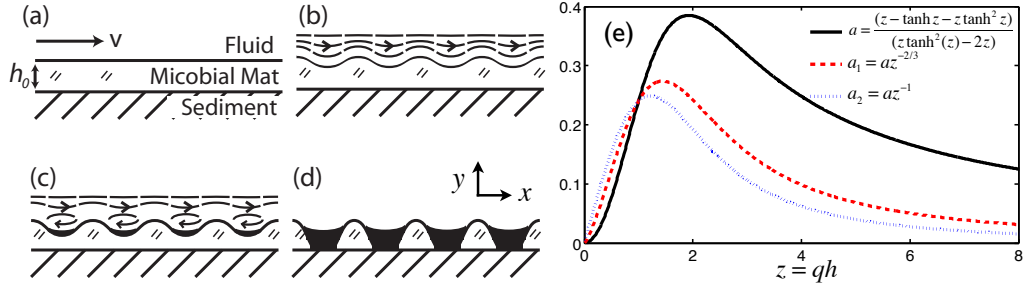 (a)
v
Fluid
h₀
Micobial Mat
Sediment
(b)
(c)
(d)
y
x
(e)
a = (z − tanh z − z tanh² z) / (z tanh²(z) − 2z)
a₁ = az^{-2/3}
a₂ = az^{-1}
0.4
0.3
0.2
0.1
0
0 2 4 6 8
z = qh